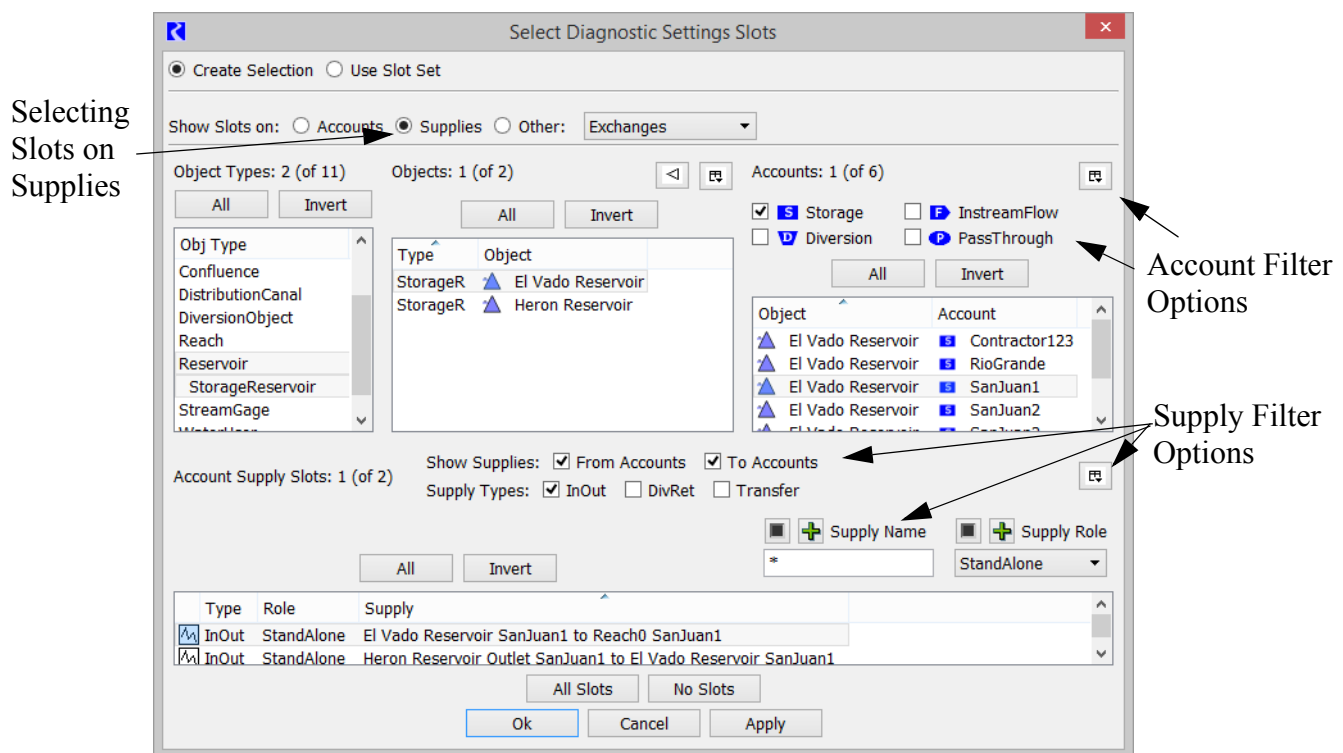 Select Diagnostic Settings Slots
Create Selection Use Slot Set
Selecting
Slots on
Supplies
Show Slots on: Accounts Supplies Other: Exchanges
Object Types: 2 (of 11)
All Invert
Obj Type
Confluence
DistributionCanal
DiversionObject
Reach
Reservoir
StorageReservoir
StreamGage
WaterUser
Objects: 1 (of 2)
All Invert
Type Object
StorageR El Vado Reservoir
StorageR Heron Reservoir
Accounts: 1 (of 6)
S Storage F InstreamFlow
D Diversion P PassThrough
All Invert
Object Account
El Vado Reservoir S Contractor123
El Vado Reservoir S RioGrande
El Vado Reservoir S SanJuan1
El Vado Reservoir S SanJuan2
El Vado Reservoir SanJuan3
Account Filter
Options
Supply Filter
Options
Account Supply Slots: 1 (of 2)
Show Supplies: From Accounts To Accounts
Supply Types: InOut DivRet Transfer
Supply Name Supply Role
* StandAlone
All Invert
Type Role Supply
InOut StandAlone El Vado Reservoir SanJuan1 to Reach0 SanJuan1
InOut StandAlone Heron Reservoir Outlet SanJuan1 to El Vado Reservoir SanJuan1
All Slots No Slots
Ok Cancel Apply